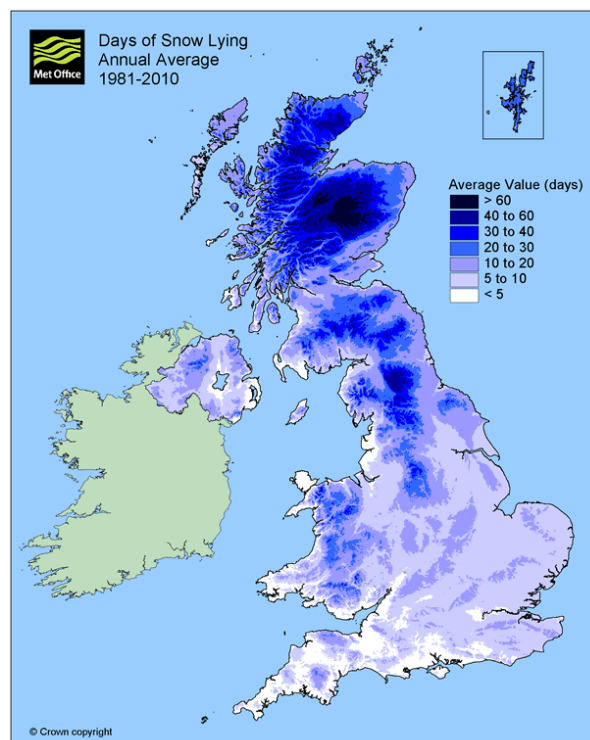 Met Office
Days of Snow Lying
Annual Average
1981-2010
Average Value (days)
> 60
40 to 60
30 to 40
20 to 30
10 to 20
5 to 10
< 5
© Crown copyright